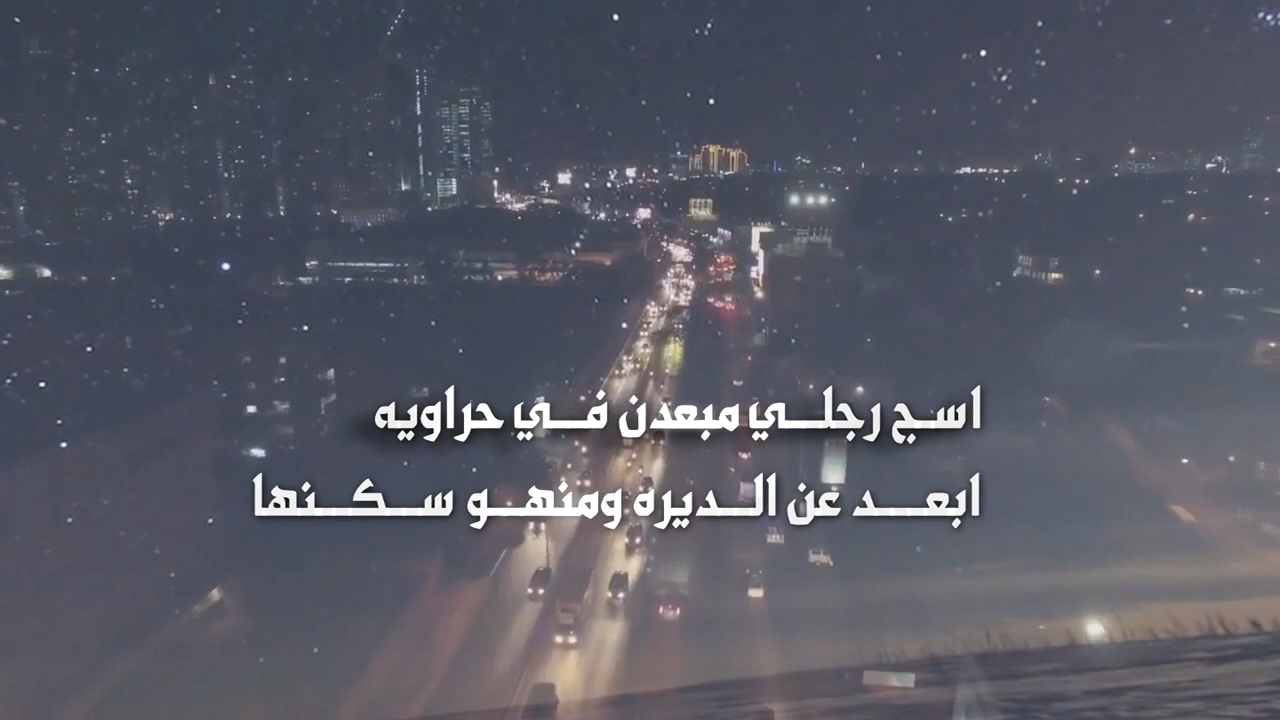 اسج رجلي مبعدن في حراويه
ابعد عن الديره ومنهو سكنها